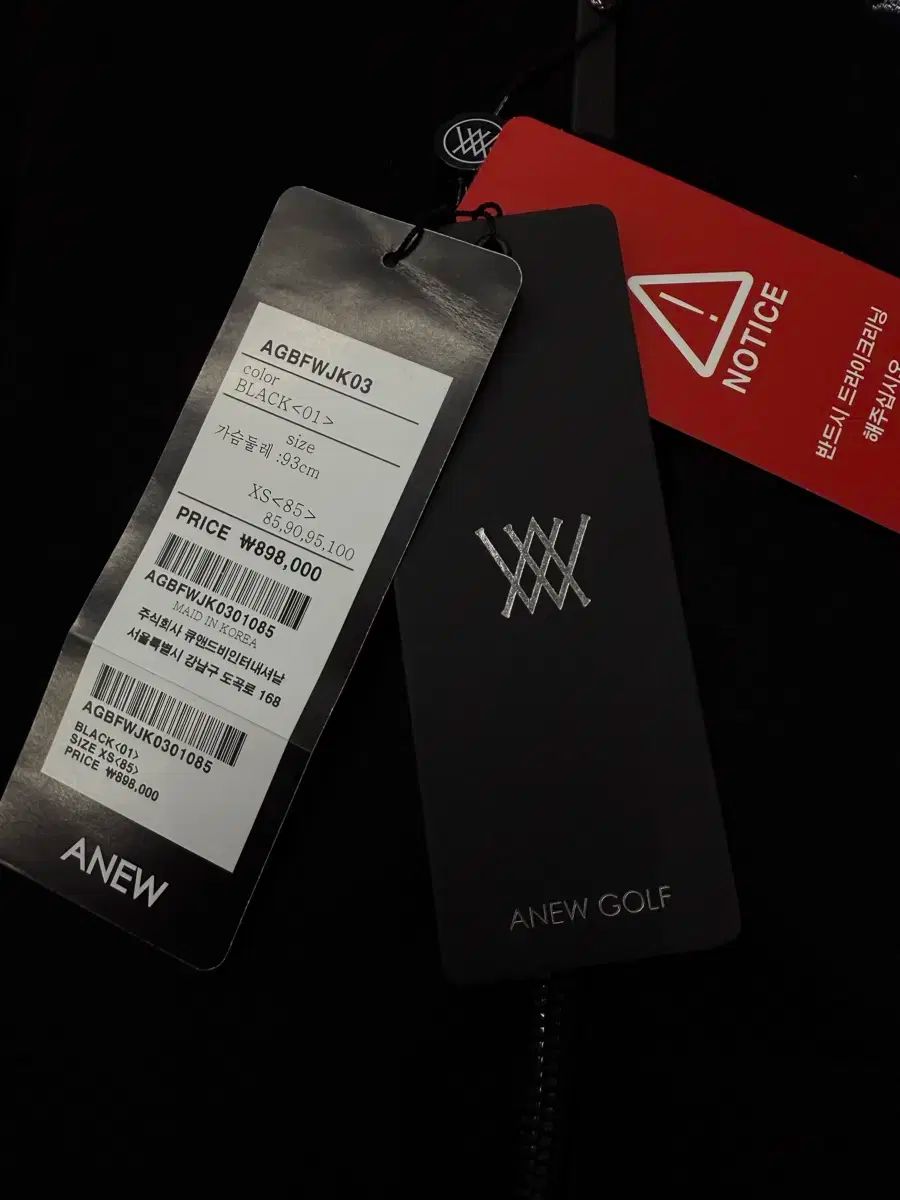 AGBFWJK03
color
BLACK<01>
size
가슴둘레 :93cm
XS<85>
85,90,95,100
PRICE ₩898,000
AGBFWJK0301085
MAID IN KOREA
주식회사 큐앤드비인터내셔날
서울특별시 강남구 도곡로 168
AGBFWJK0301085
BLACK<01>
SIZE XS<85>
PRICE ₩898,000
ANEW
ANEW GOLF
NOTICE
반드시 드라이크리닝
해주십시오